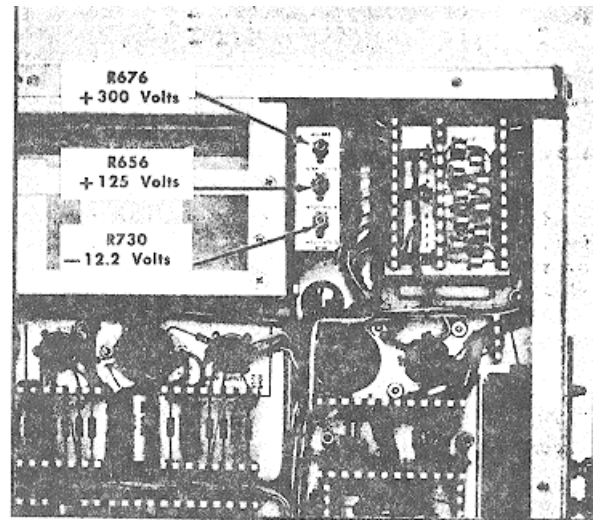 R676
+ 300 Volts
R656
+ 125 Volts
R730
— 12.2 Volts